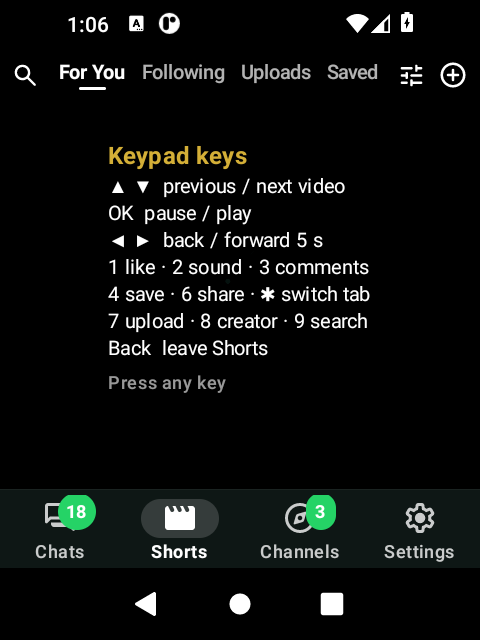 1:06
For You Following Uploads Saved
Keypad keys
▲ ▼ previous / next video
OK pause / play
◄ ► back / forward 5 s
1 like · 2 sound · 3 comments
4 save · 6 share · ✱ switch tab
7 upload · 8 creator · 9 search
Back leave Shorts
Press any key
18 3
Chats Shorts Channels Settings